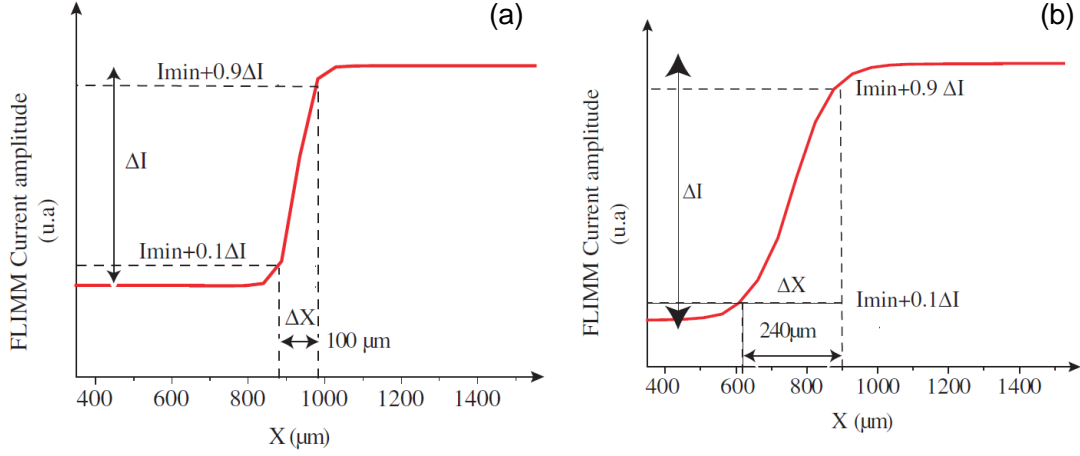 (a)
Imin+0.9ΔI
ΔI
Imin+0.1ΔI
ΔX
100 μm
FLIMM Current amplitude
(u.a)
400 600 800 1000 1200 1400
X (μm)
(b)
Imin+0.9 ΔI
ΔI
ΔX
Imin+0.1ΔI
240μm
FLIMM Current amplitude
(u.a)
400 600 800 1000 1200 1400
X (μm)